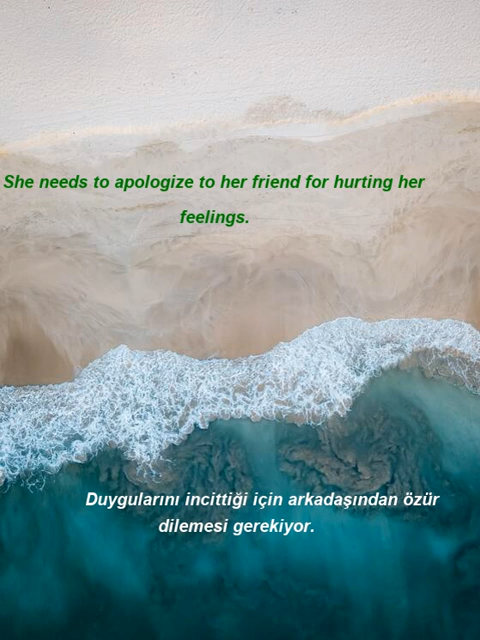 She needs to apologize to her friend for hurting her
feelings.
Duygularını incittiği için arkadaşından özür
dilemesi gerekiyor.